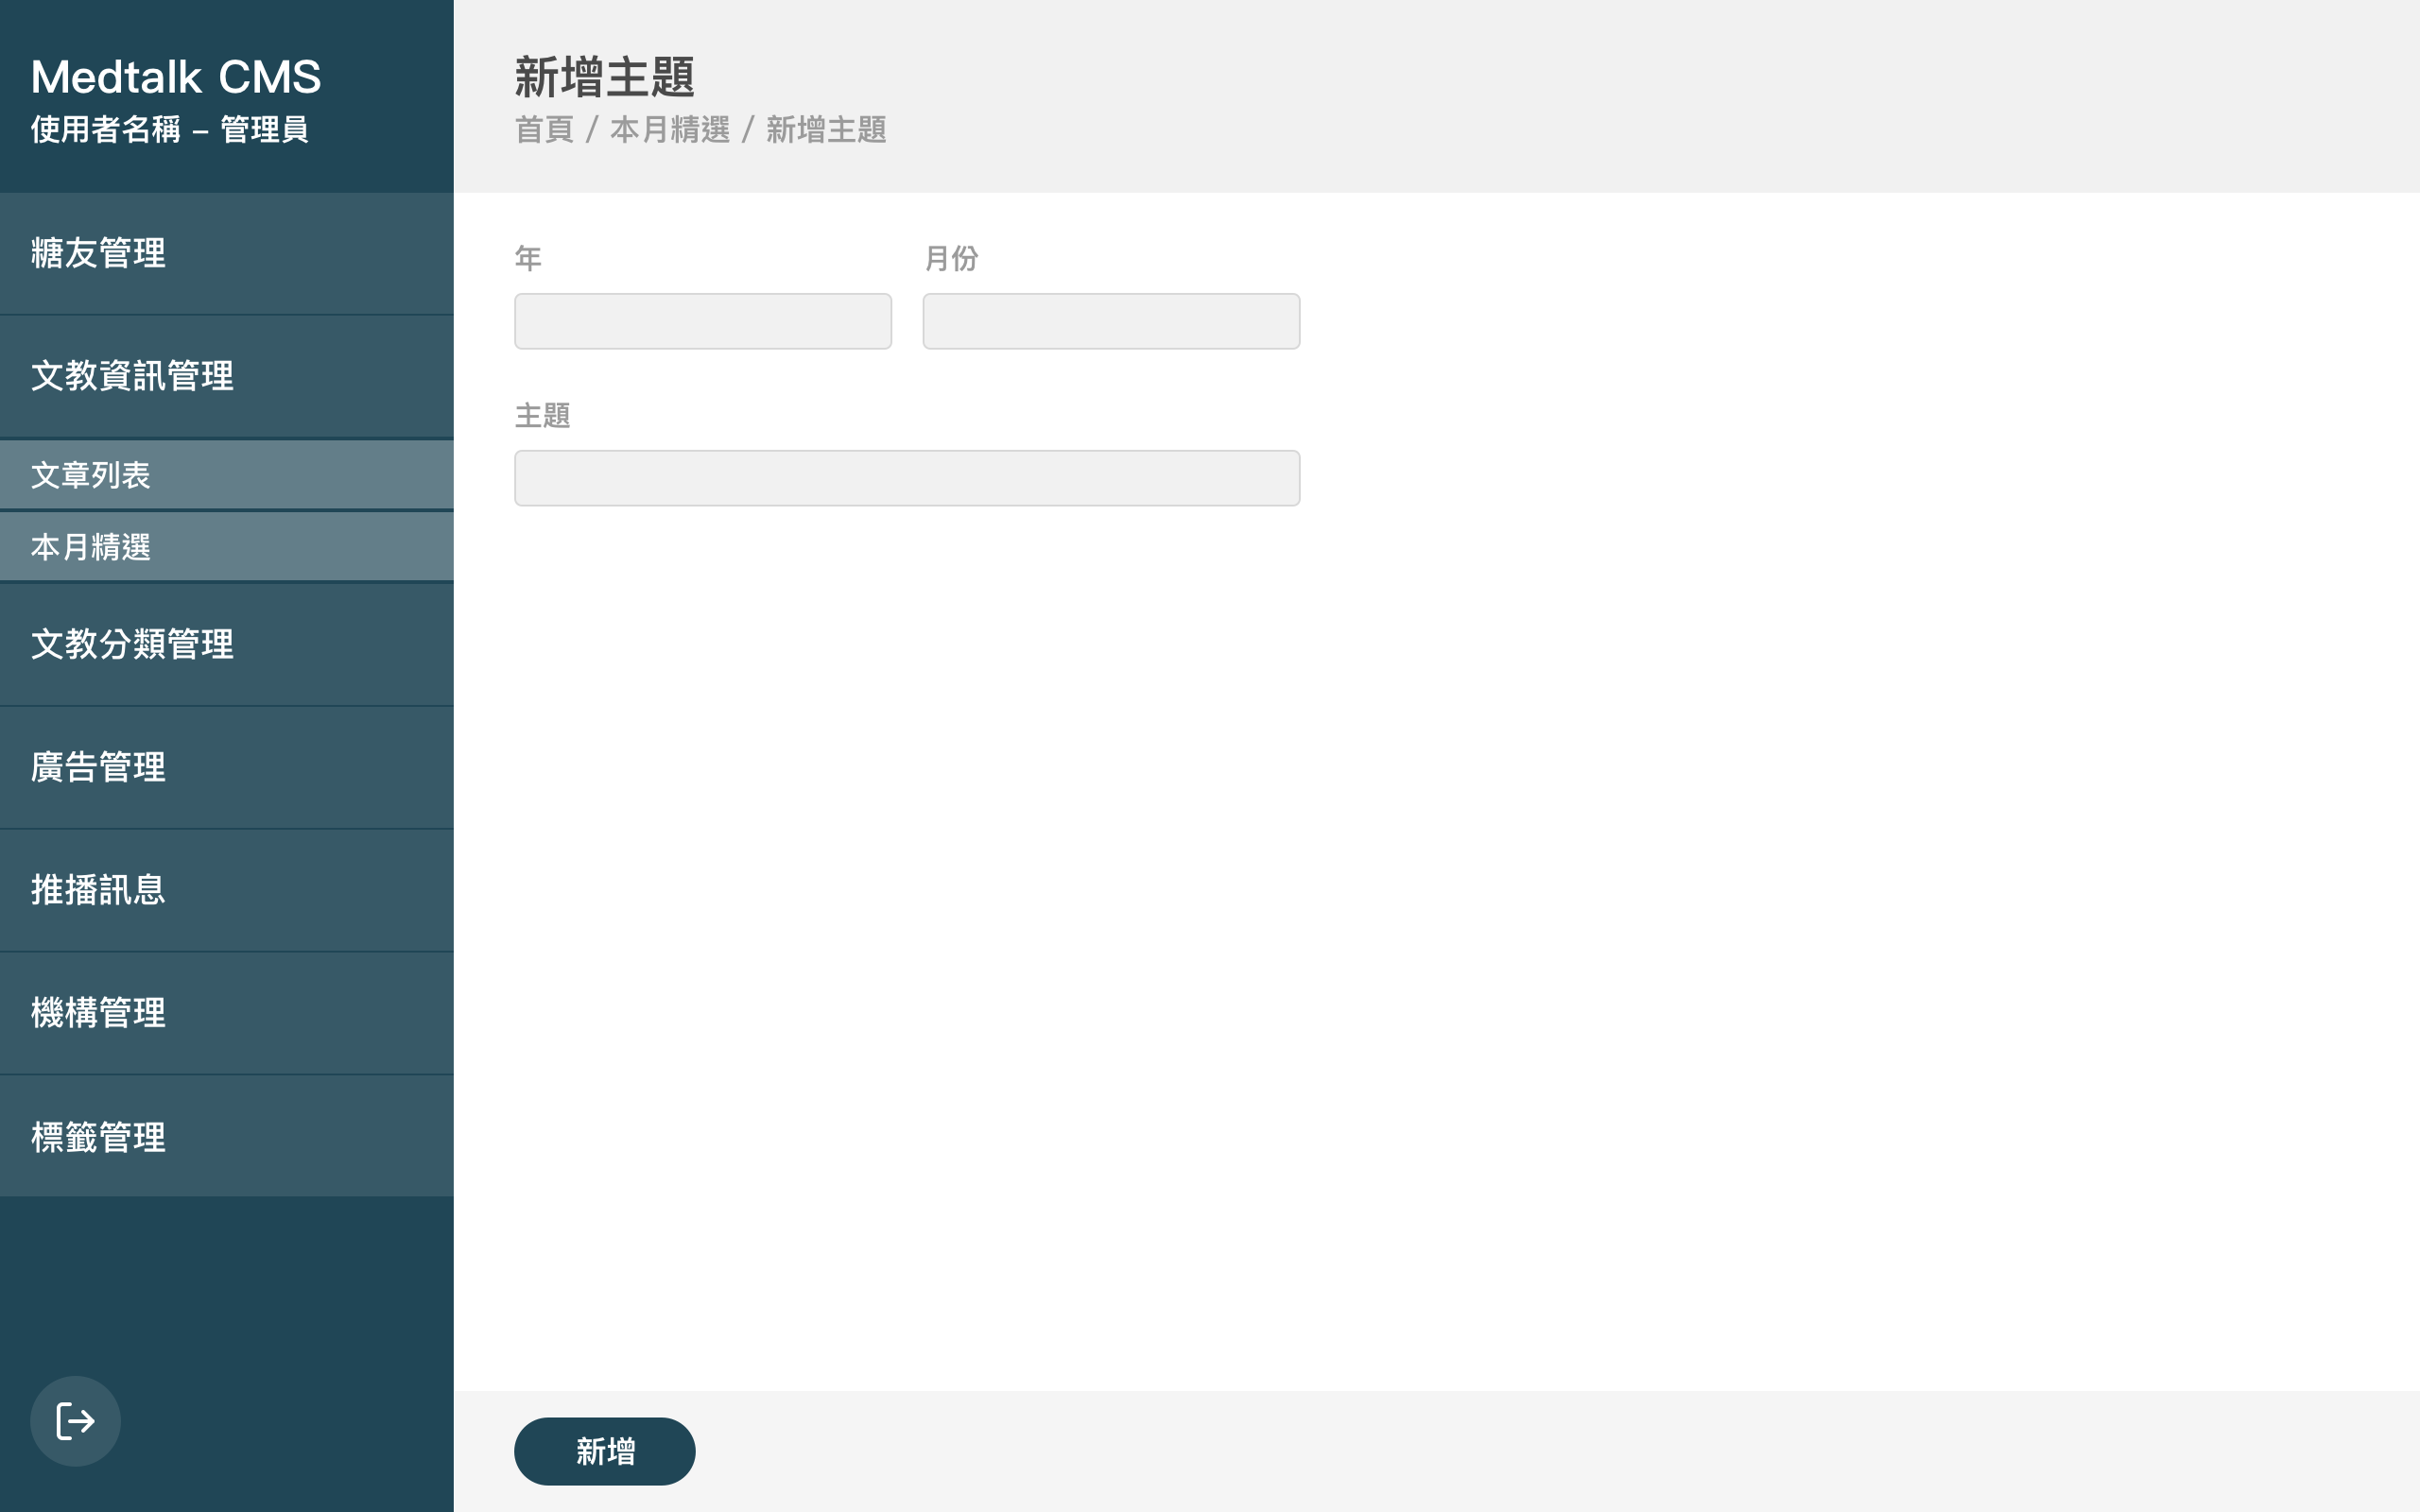 Medtalk CMS
使用者名稱 – 管理員
糖友管理
文教資訊管理
文章列表
本月精選
文教分類管理
廣告管理
推播訊息
機構管理
標籤管理
新增主題
首頁 / 本月精選 / 新增主題
年
月份
主題
新增